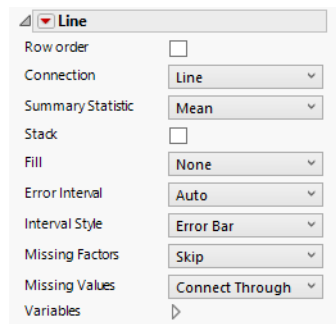 Line
Row order
Connection Line
Summary Statistic Mean
Stack
Fill None
Error Interval Auto
Interval Style Error Bar
Missing Factors Skip
Missing Values Connect Through
Variables